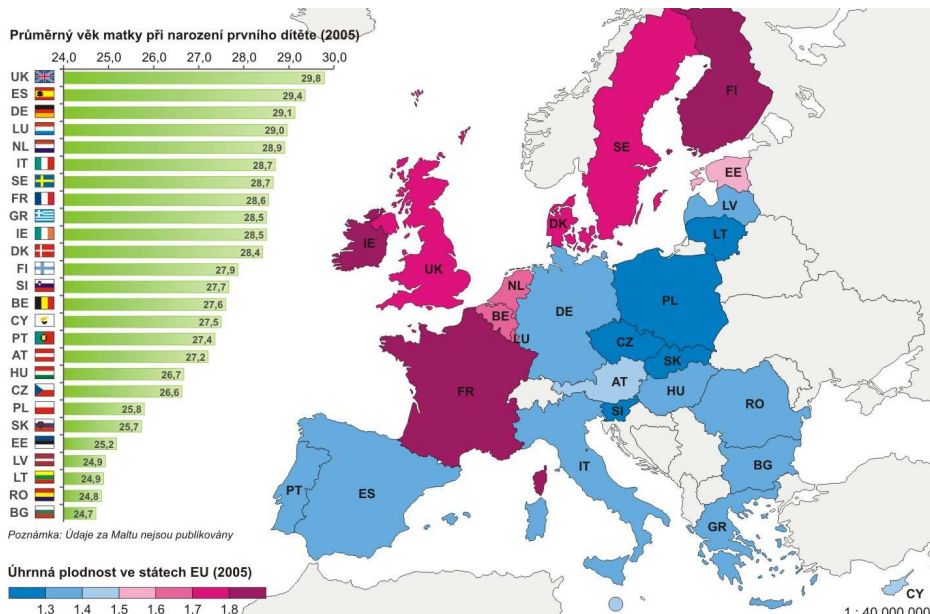 Průměrný věk matky při narození prvního dítěte (2005)
24,0 25,0 26,0 27,0 28,0 29,0 30,0
UK 29,8
ES 29,4
DE 29,1
LU 29,0
NL 28,9
IT 28,7
SE 28,7
FR 28,6
GR 28,5
IE 28,5
DK 28,4
FI 27,9
SI 27,7
BE 27,6
CY 27,5
PT 27,4
AT 27,2
HU 26,7
CZ 26,6
PL 25,8
SK 25,7
EE 25,2
LV 24,9
LT 24,9
RO 24,8
BG 24,7
Poznámka: Údaje za Maltu nejsou publikovány
Úhrnná plodnost ve státech EU (2005)
1.3 1.4 1.5 1.6 1.7 1.8
FI
SE
EE
LV
LT
DK
IE
UK
NL
BE
LU
DE
PL
CZ
SK
AT
HU
SI
FR
RO
BG
IT
PT
ES
GR
CY
1 : 40 000 000